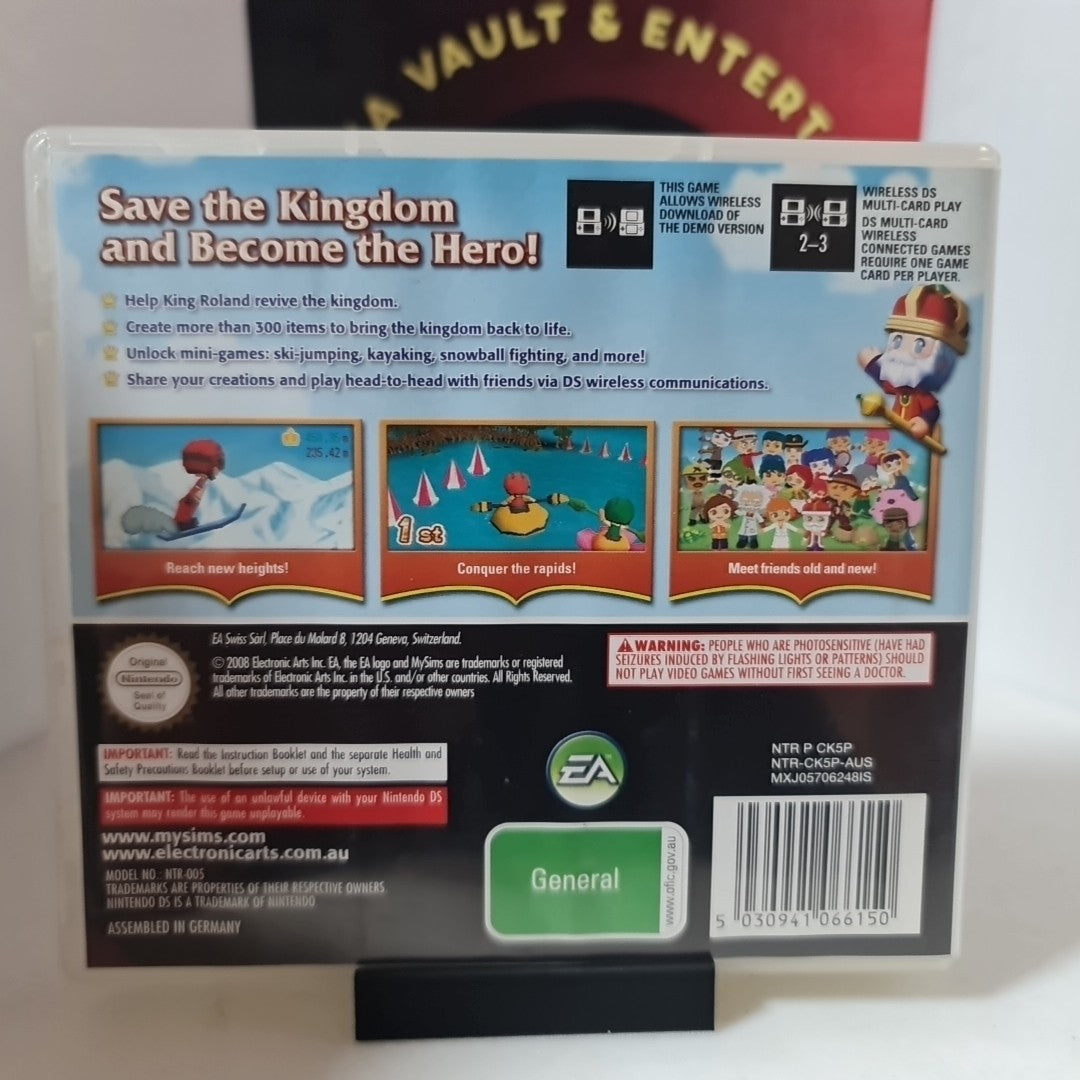 A VAULT & ENTERT
Save the Kingdom
and Become the Hero!
THIS GAME
ALLOWS WIRELESS
DOWNLOAD OF
THE DEMO VERSION
2–3
WIRELESS DS
MULTI-CARD PLAY
DS MULTI-CARD
WIRELESS
CONNECTED GAMES
REQUIRE ONE GAME
CARD PER PLAYER.
Help King Roland revive the kingdom.
Create more than 300 items to bring the kingdom back to life.
Unlock mini-games: ski-jumping, kayaking, snowball fighting, and more!
Share your creations and play head-to-head with friends via DS wireless communications.
235.42m
1st
Reach new heights!
Conquer the rapids!
Meet friends old and new!
Original
Nintendo
Seal of
Quality
EA Swiss Sàrl, Place du Molard 8, 1204 Geneva, Switzerland.
© 2008 Electronic Arts Inc. EA, the EA logo and MySims are trademarks or registered
trademarks of Electronic Arts Inc. in the U.S. and/or other countries. All Rights Reserved.
All other trademarks are the property of their respective owners
WARNING: PEOPLE WHO ARE PHOTOSENSITIVE (HAVE HAD
SEIZURES INDUCED BY FLASHING LIGHTS OR PATTERNS) SHOULD
NOT PLAY VIDEO GAMES WITHOUT FIRST SEEING A DOCTOR.
IMPORTANT: Read the Instruction Booklet and the separate Health and
Safety Precautions Booklet before setup or use of your system.
IMPORTANT: The use of an unlawful device with your Nintendo DS
system may render this game unplayable.
www.mysims.com
www.electronicarts.com.au
MODEL NO.: NTR-005
TRADEMARKS ARE PROPERTIES OF THEIR RESPECTIVE OWNERS
NINTENDO DS IS A TRADEMARK OF NINTENDO
ASSEMBLED IN GERMANY
EA
General
www.oflc.gov.au
NTR P CK5P
NTR-CK5P-AUS
MXJ05706248IS
5 030941 066150